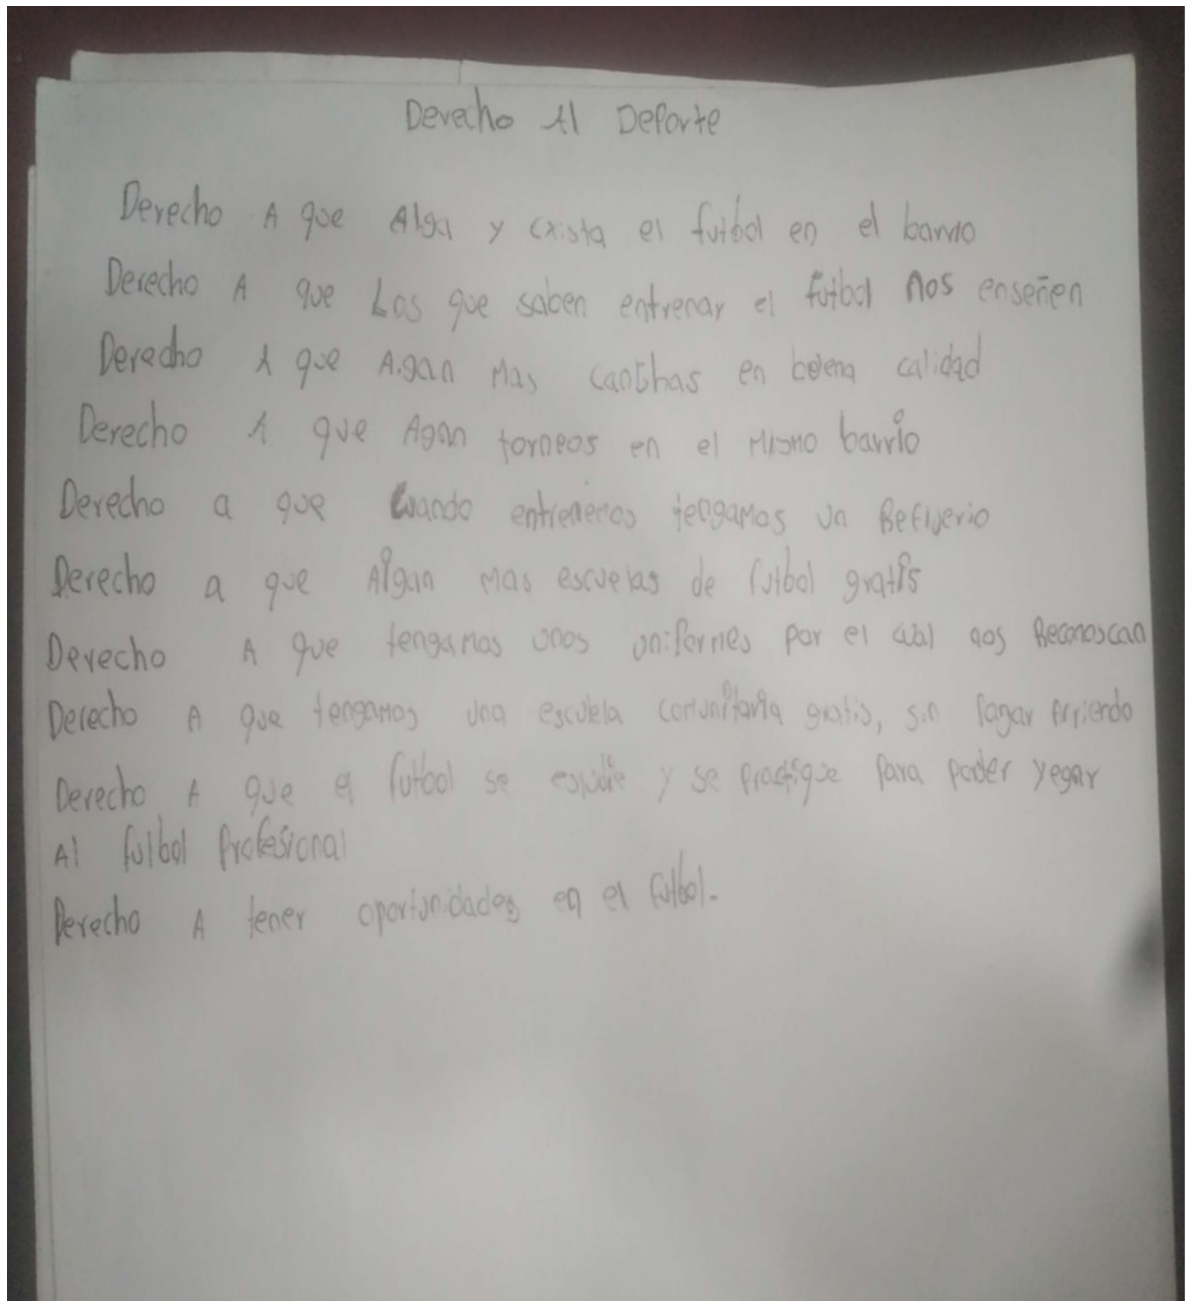 Derecho Al Deporte
Derecho A que Alga y exista el futbol en el barrio
Derecho A que Los que saben entrenar el futbol nos enseñen
Derecho A que Agan Mas canchas en buena calidad
Derecho A que Agan torneos en el Mismo barrio
Derecho a que cuando entrenemos tengamos un Refijerio
Derecho a que Aigan mas escuelas de futbol gratis
Derecho A que tengamos unos uniformes por el cual nos Reconoscan
Derecho A que tengamos una escuela comunitaria gratis, sin pagar Arriendo
Derecho A que el futbol se estudie y se practique Para poder yegar
Al futbol Profesional
Derecho A tener oportunidades en el futbol.